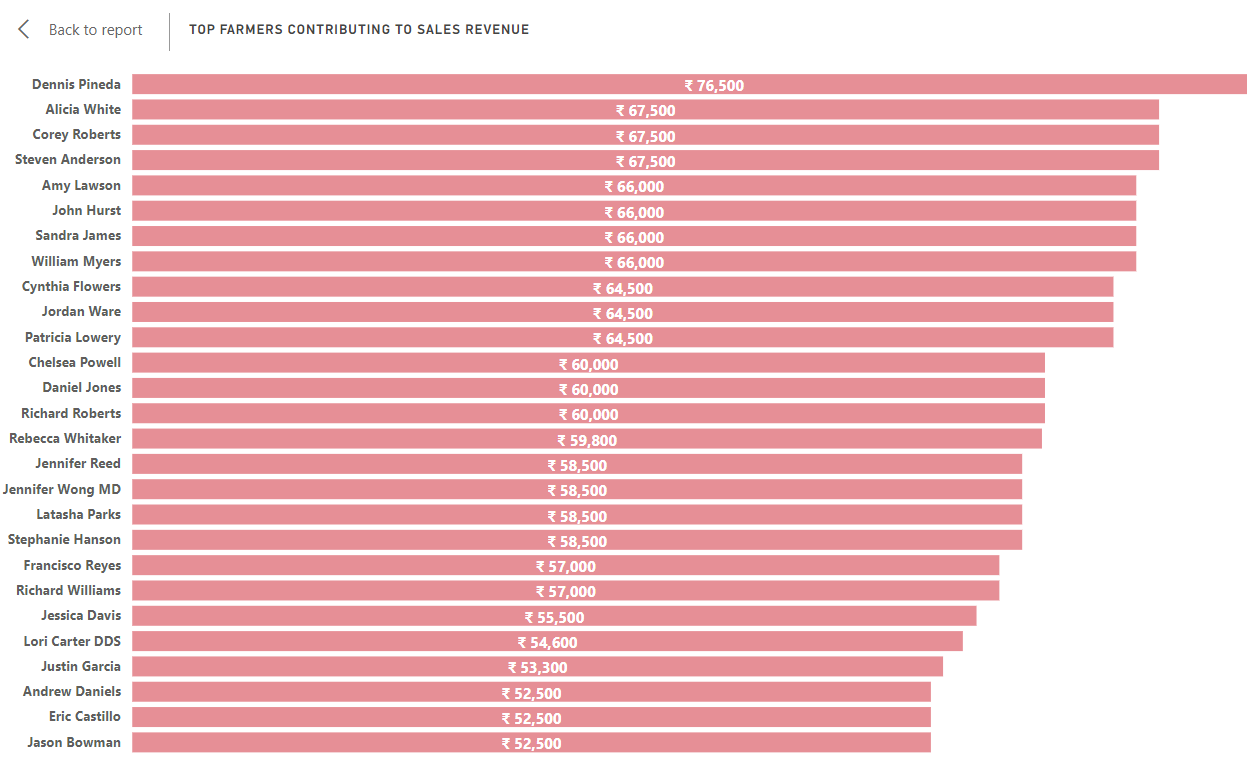 Back to report
TOP FARMERS CONTRIBUTING TO SALES REVENUE
Dennis Pineda ₹ 76,500
Alicia White ₹ 67,500
Corey Roberts ₹ 67,500
Steven Anderson ₹ 67,500
Amy Lawson ₹ 66,000
John Hurst ₹ 66,000
Sandra James ₹ 66,000
William Myers ₹ 66,000
Cynthia Flowers ₹ 64,500
Jordan Ware ₹ 64,500
Patricia Lowery ₹ 64,500
Chelsea Powell ₹ 60,000
Daniel Jones ₹ 60,000
Richard Roberts ₹ 60,000
Rebecca Whitaker ₹ 59,800
Jennifer Reed ₹ 58,500
Jennifer Wong MD ₹ 58,500
Latasha Parks ₹ 58,500
Stephanie Hanson ₹ 58,500
Francisco Reyes ₹ 57,000
Richard Williams ₹ 57,000
Jessica Davis ₹ 55,500
Lori Carter DDS ₹ 54,600
Justin Garcia ₹ 53,300
Andrew Daniels ₹ 52,500
Eric Castillo ₹ 52,500
Jason Bowman ₹ 52,500